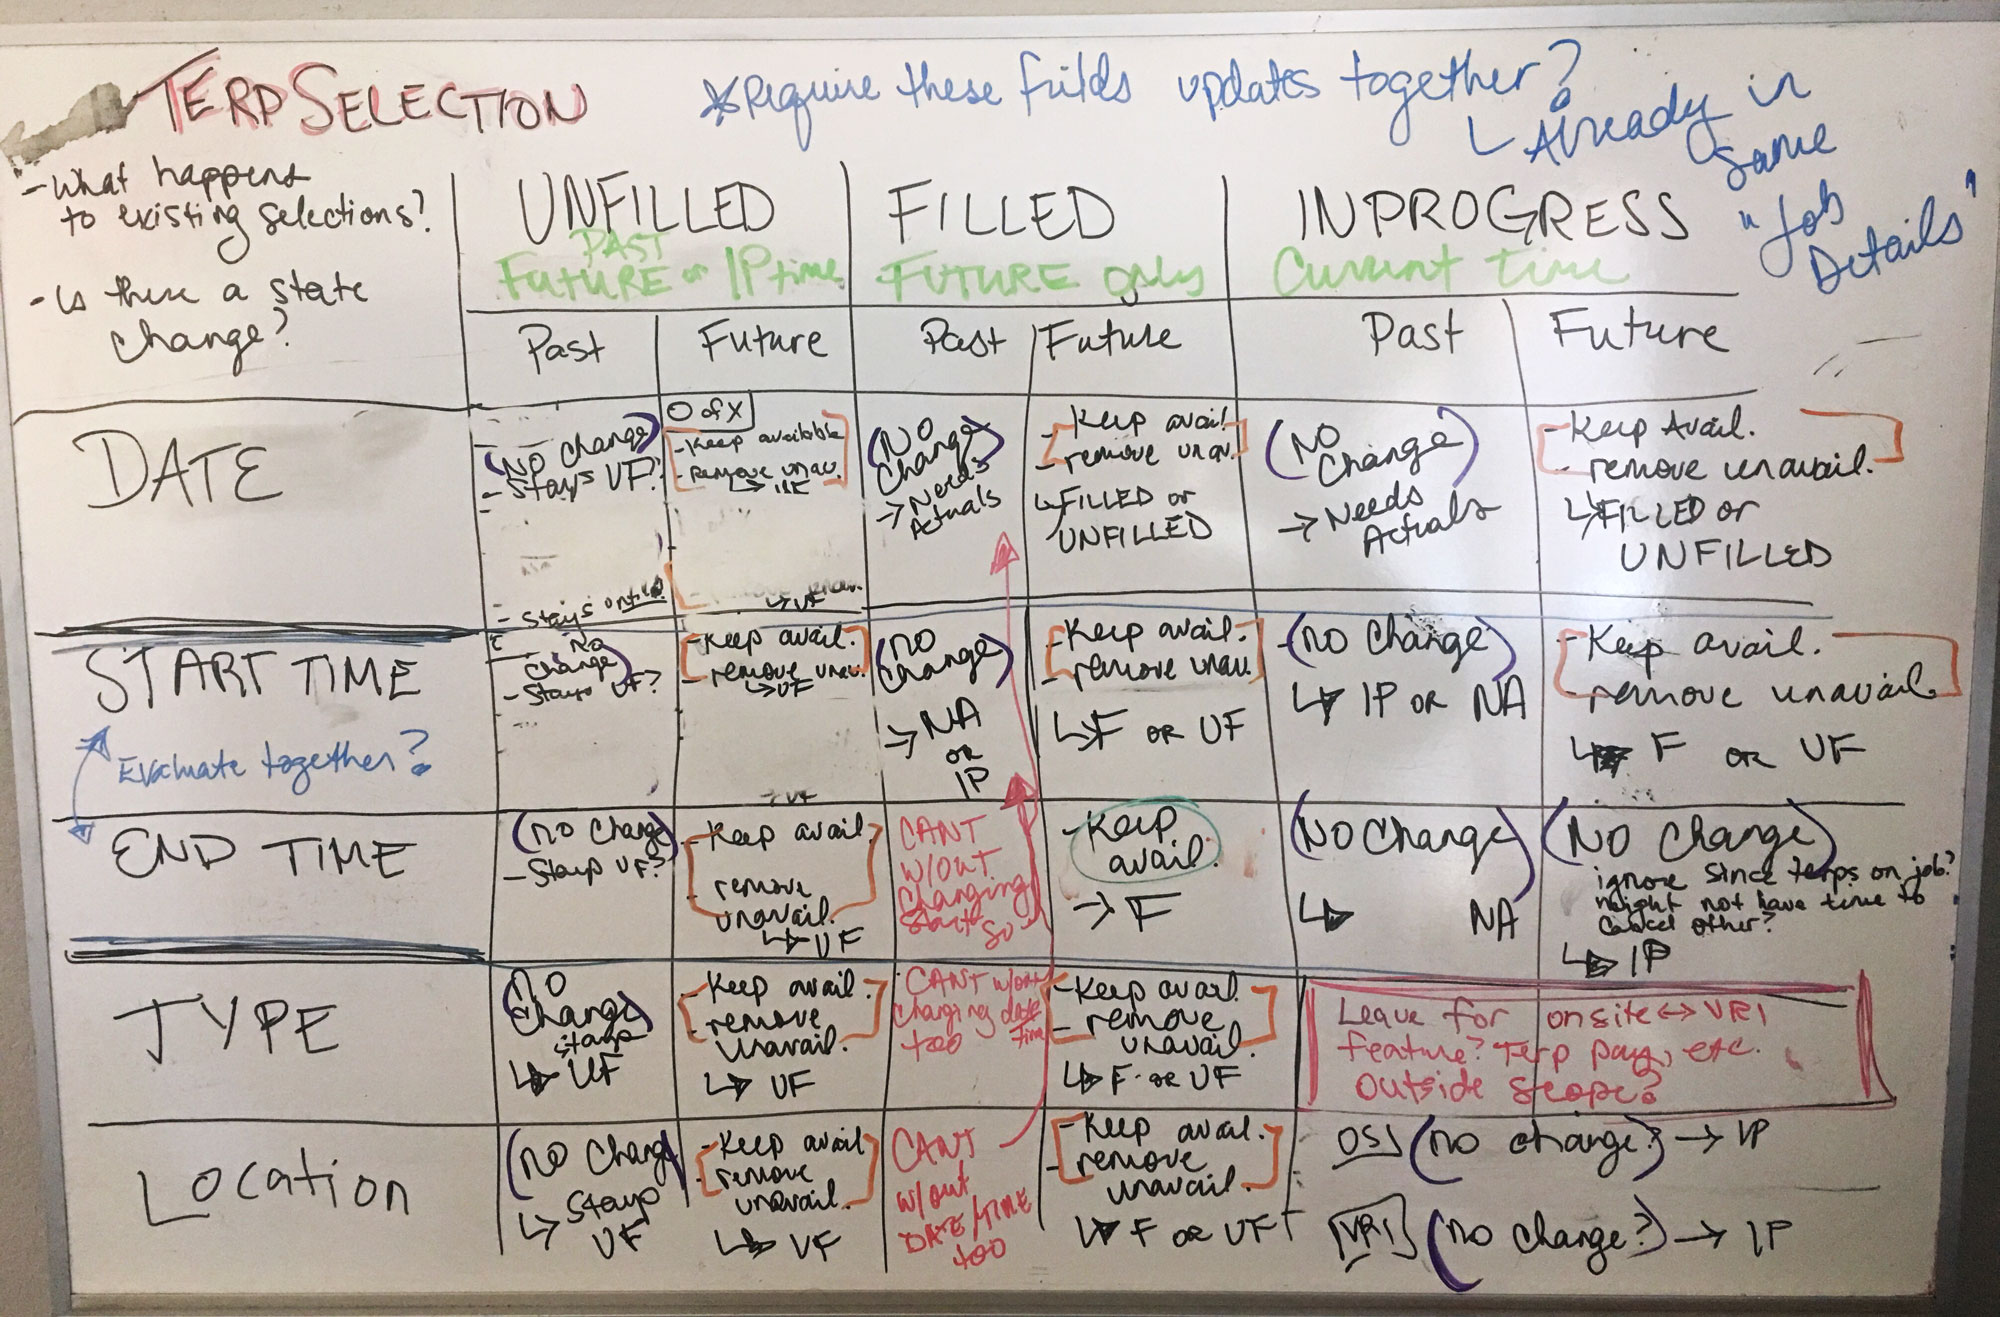 TERP SELECTION
*Require these fields updates together?
↳ Already in
same
"Job
Details"
- What happens
to existing selections?
- Is there a state
change?
UNFILLED
PAST
FUTURE or IP time
FILLED
FUTURE only
INPROGRESS
Current time
Past
Future
Past
Future
Past
Future
DATE
(No change)
- Stays UF?
- Stays unfilled
0 of X
- Keep available
- remove unav.
↳ UF
↳ UF
(No
Change)
→ Needs
Actuals
- Keep avail
- remove unav.
↳ FILLED or
UNFILLED
(No
Change)
→ Needs
Actuals
- Keep Avail.
- remove unavail.
↳ FILLED or
UNFILLED
START TIME
Evaluate together?
No
change)
- Stays UF?
- Keep avail.
- remove unav.
↳ UF
→ UF
(no
change)
→ NA
OR
IP
- Keep avail.
- remove unav.
↳ F OR UF
(no change)
↳ IP OR NA
- Keep avail.
- remove unavail.
↳ F OR UF
END TIME
(no change)
- Stays UF?
- Keep avail.
- remove
unavail.
↳ UF
CANT
W/OUT
changing
start
SO
- Keep
avail.
→ F
(No Change)
↳ NA
(No Change)
ignore since terps on job?
might not have time to
cancel other?
↳ IP
TYPE
(no
change)
stays
↳ UF
- Keep avail.
- remove
unavail.
↳ UF
CANT w/out
changing date
time
too
- Keep avail.
- remove
unavail.
↳ F OR UF
Leave for onsite ↔ VRI
feature? Terp pay, etc.
outside scope?
Location
(no change)
stays
↳ UF
- Keep avail
- remove
unavail.
↳ UF
CANT
w/out
DATE/TIME
too
- Keep avail.
- remove
unavail.
↳ F OR UF
OSI (no change?) → IP
VRI (no change?) → IP